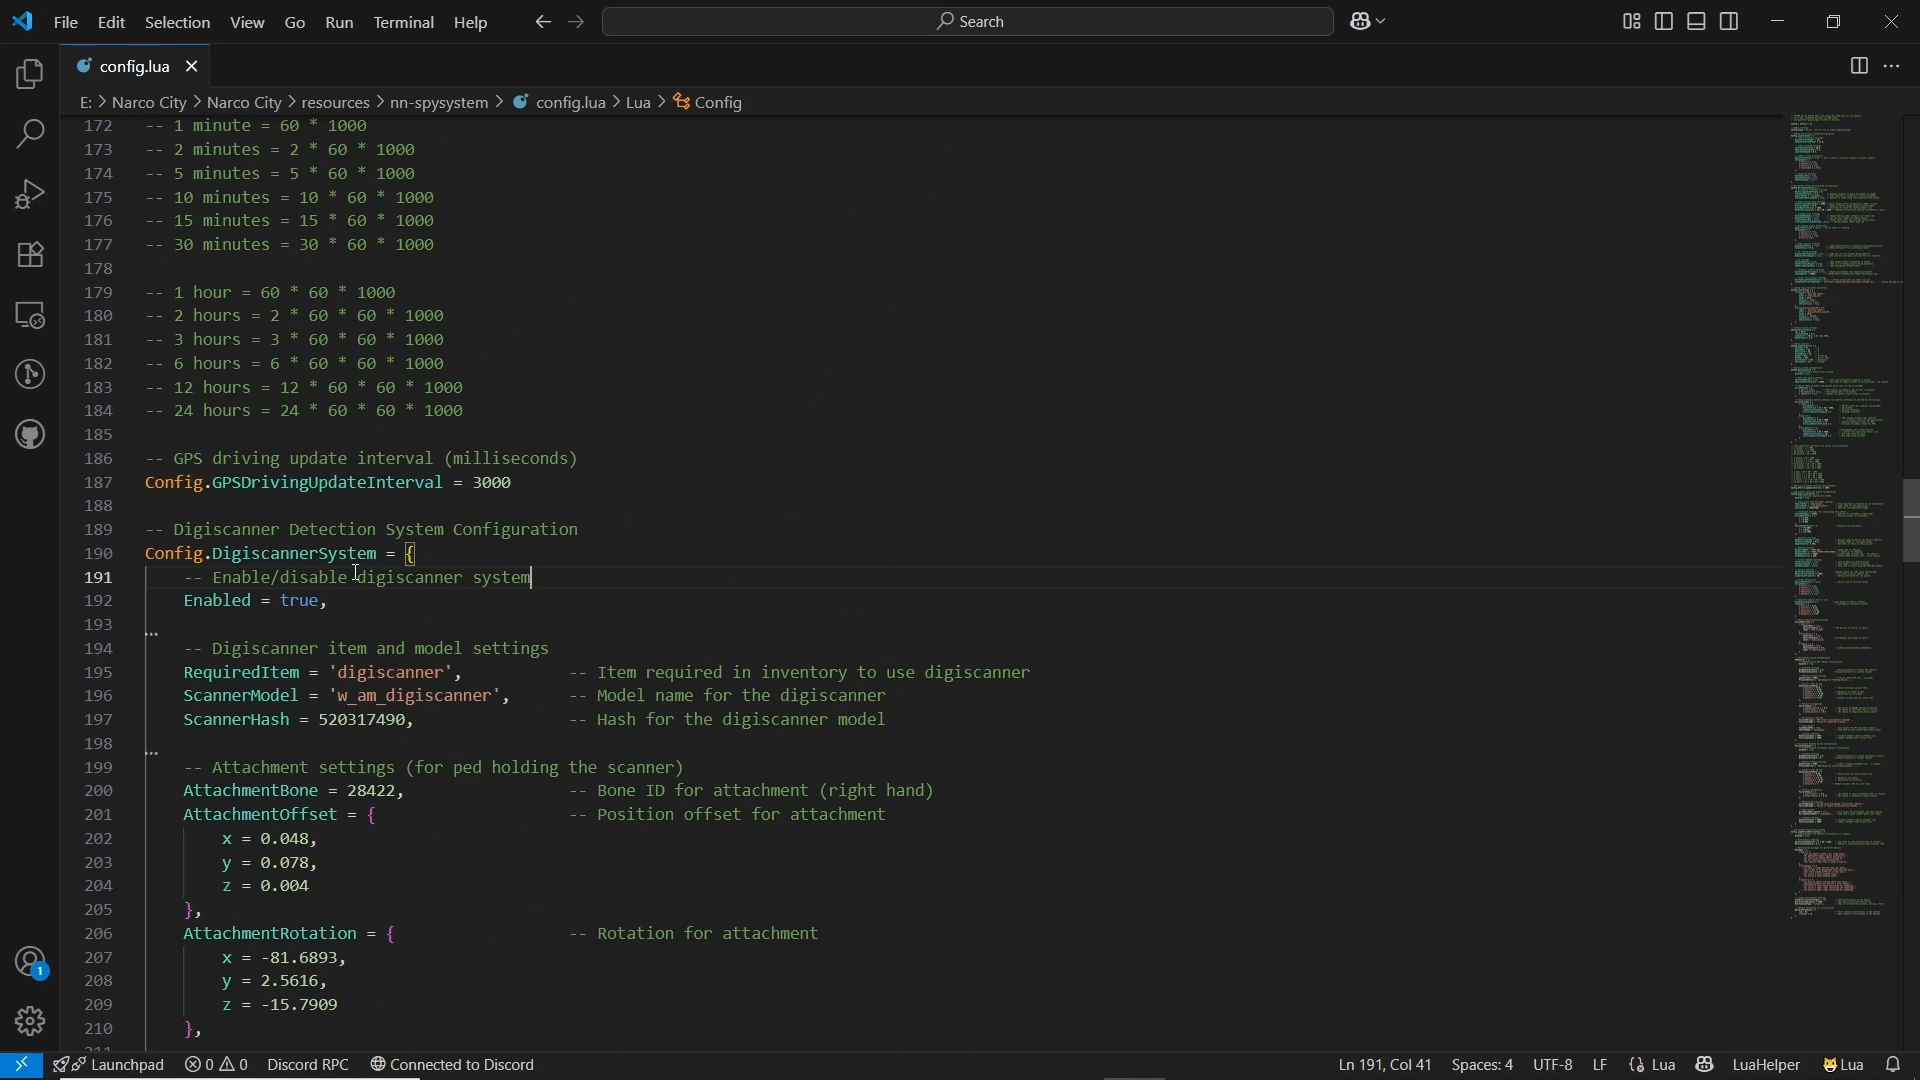 File Edit Selection View Go Run Terminal Help
Search
config.lua
E: > Narco City > Narco City > resources > nn-spysystem > config.lua > Lua > Config
172 -- 1 minute = 60 * 1000
173 -- 2 minutes = 2 * 60 * 1000
174 -- 5 minutes = 5 * 60 * 1000
175 -- 10 minutes = 10 * 60 * 1000
176 -- 15 minutes = 15 * 60 * 1000
177 -- 30 minutes = 30 * 60 * 1000
178
179 -- 1 hour = 60 * 60 * 1000
180 -- 2 hours = 2 * 60 * 60 * 1000
181 -- 3 hours = 3 * 60 * 60 * 1000
182 -- 6 hours = 6 * 60 * 60 * 1000
183 -- 12 hours = 12 * 60 * 60 * 1000
184 -- 24 hours = 24 * 60 * 60 * 1000
185
186 -- GPS driving update interval (milliseconds)
187 Config.GPSDrivingUpdateInterval = 3000
188
189 -- Digiscanner Detection System Configuration
190 Config.DigiscannerSystem = {
191 -- Enable/disable digiscanner system
192 Enabled = true,
193
194 -- Digiscanner item and model settings
195 RequiredItem = 'digiscanner', -- Item required in inventory to use digiscanner
196 ScannerModel = 'w_am_digiscanner', -- Model name for the digiscanner
197 ScannerHash = 520317490, -- Hash for the digiscanner model
198
199 -- Attachment settings (for ped holding the scanner)
200 AttachmentBone = 28422, -- Bone ID for attachment (right hand)
201 AttachmentOffset = { -- Position offset for attachment
202 x = 0.048,
203 y = 0.078,
204 z = 0.004
205 },
206 AttachmentRotation = { -- Rotation for attachment
207 x = -81.6893,
208 y = 2.5616,
209 z = -15.7909
210 },
1
Launchpad 0 0 Discord RPC Connected to Discord Ln 191, Col 41 Spaces: 4 UTF-8 LF {} Lua LuaHelper Lua